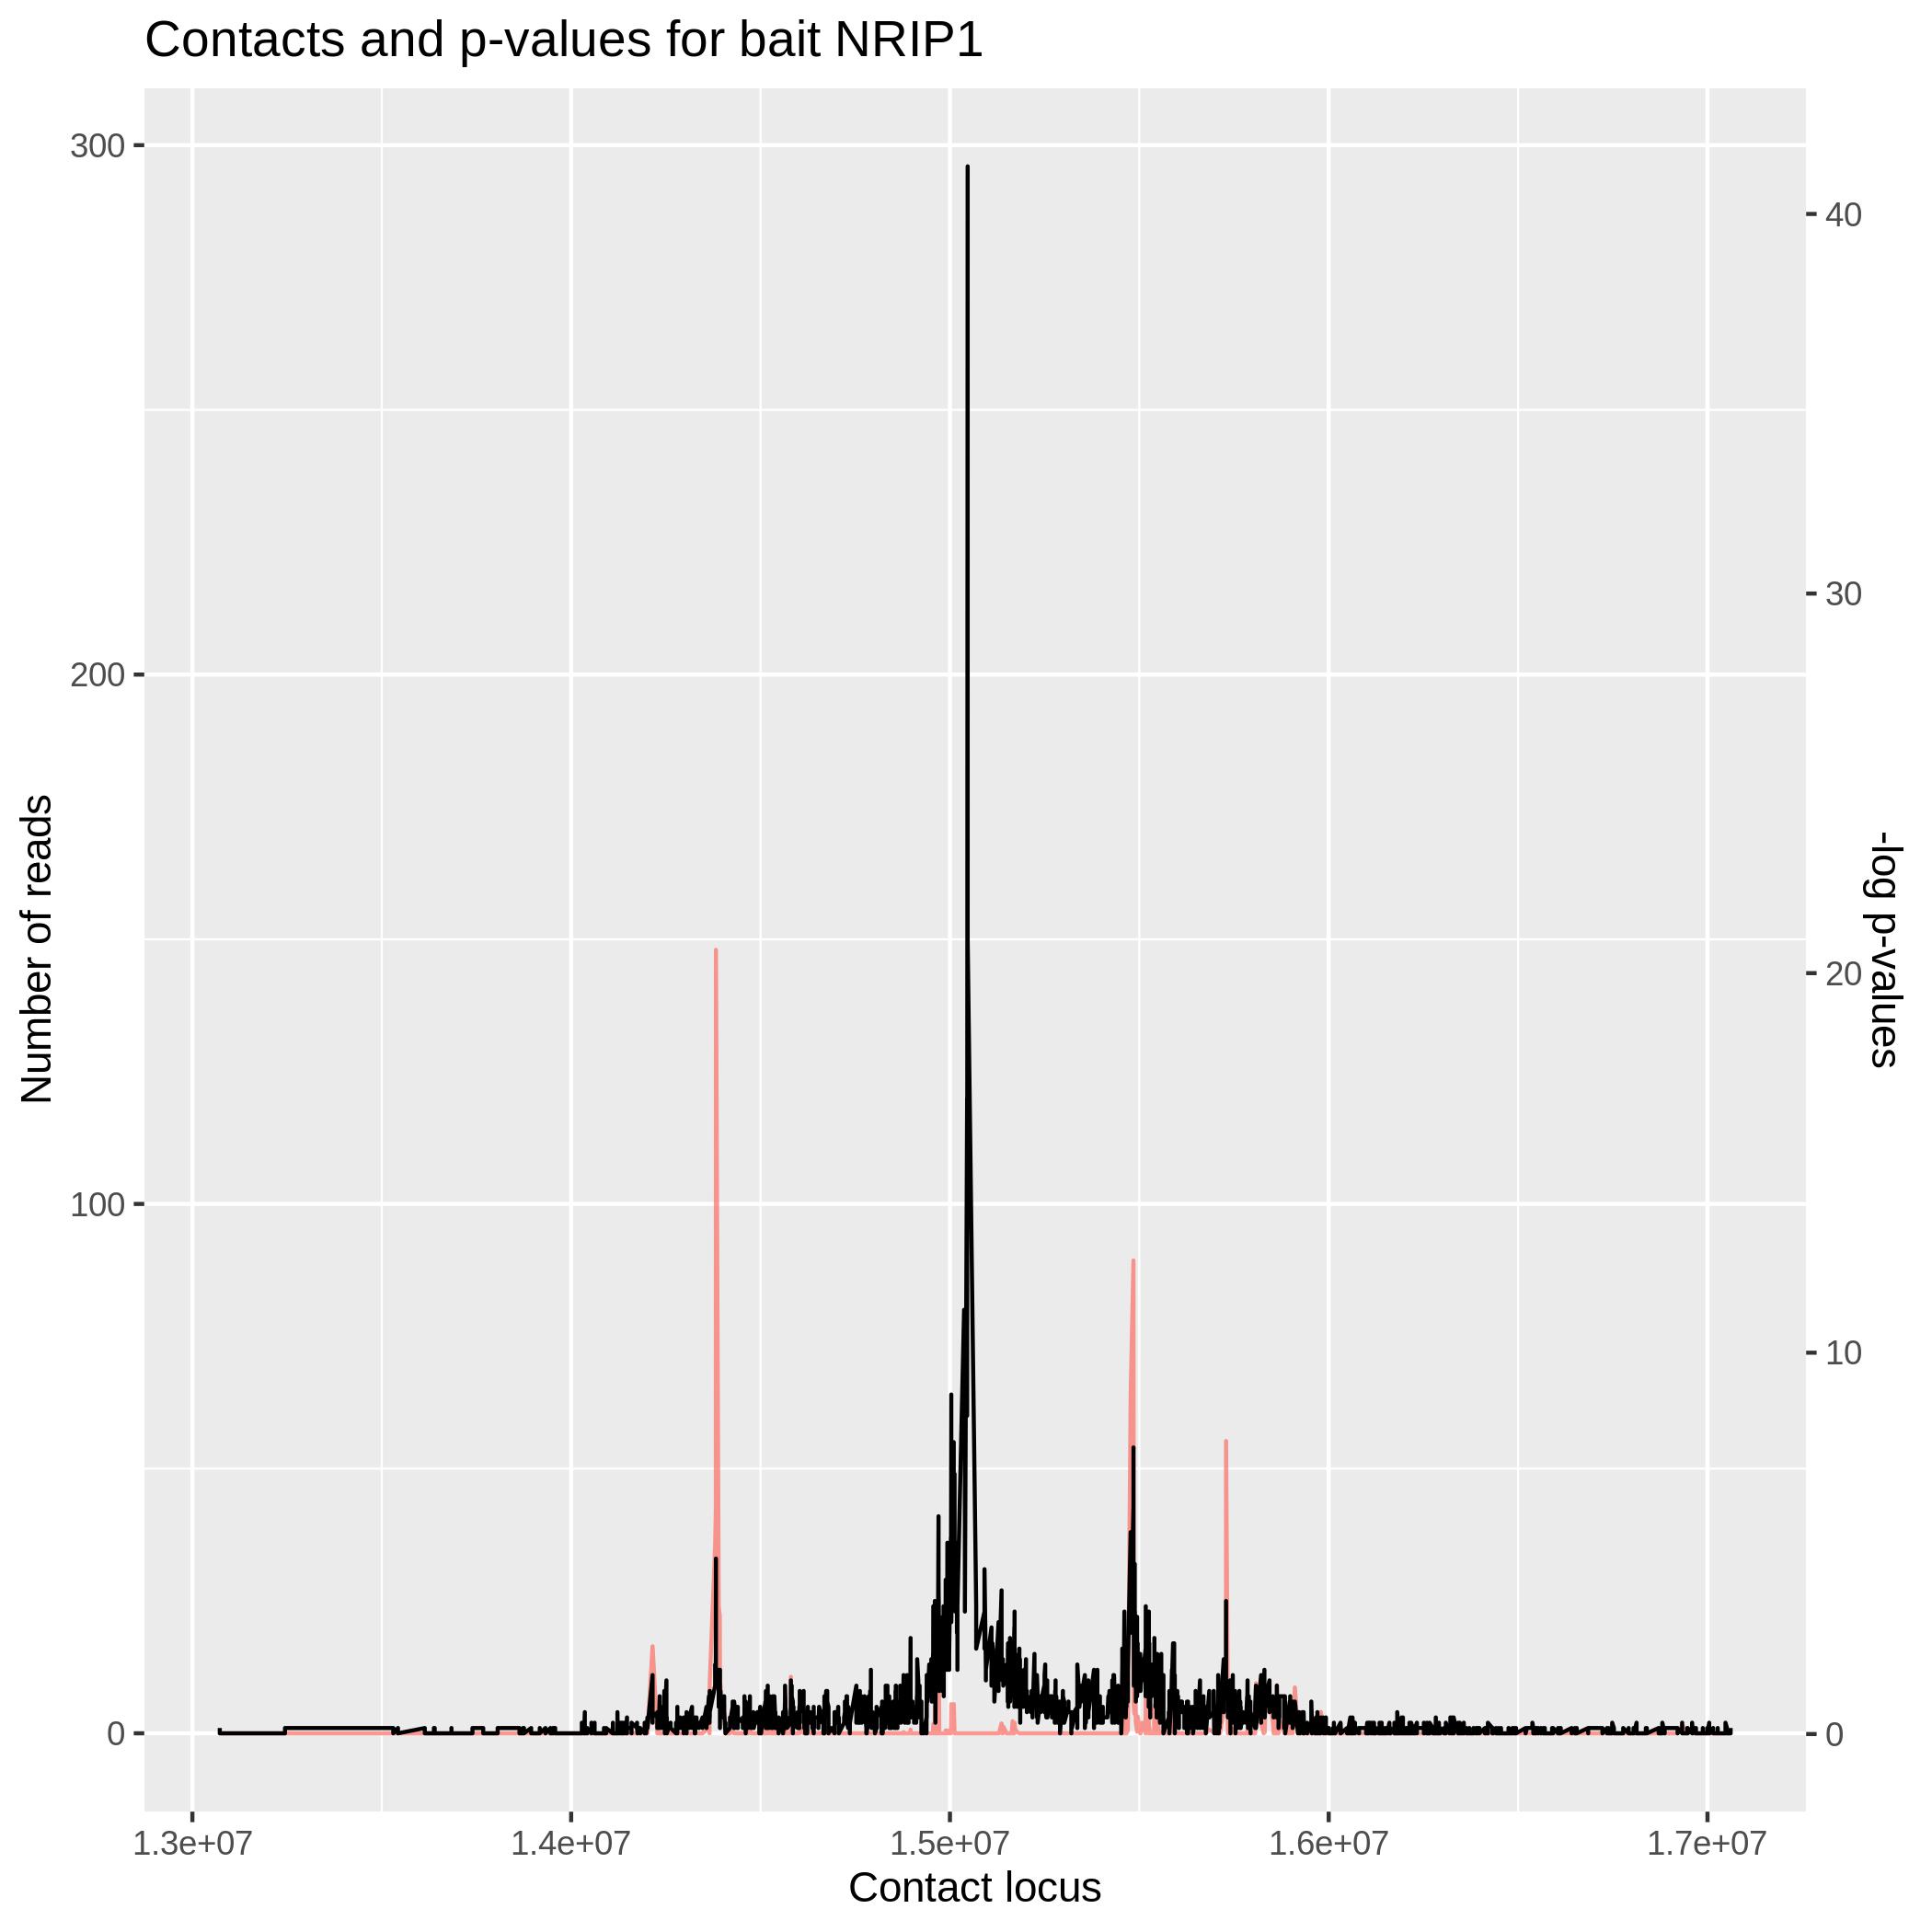 Contacts and p-values for bait NRIP1
300
200
100
0
Number of reads
40
30
20
10
0
-log p-values
1.3e+07
1.4e+07
1.5e+07
1.6e+07
1.7e+07
Contact locus